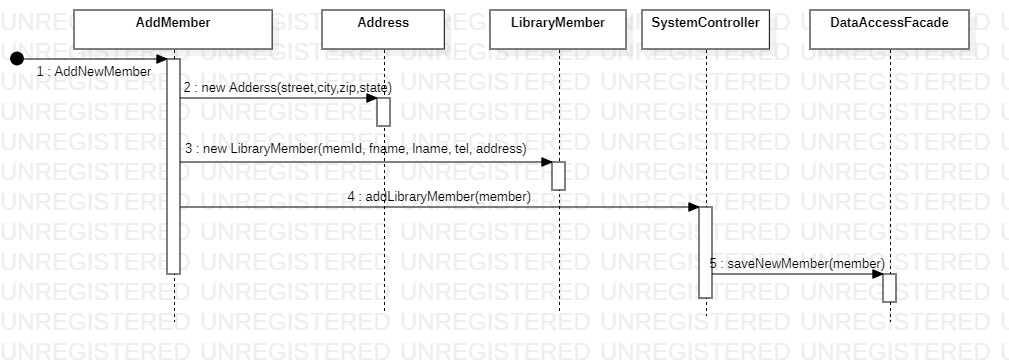 AddMember
Address
LibraryMember
SystemController
DataAccessFacade
1 : AddNewMember
2 : new Adderss(street,city,zip,state)
3 : new LibraryMember(memId, fname, lname, tel, address)
4 : addLibraryMember(member)
5 : saveNewMember(member)
UNREGISTERED UNREGISTERED UNREGISTERED UNREGISTERED UNREGISTERED